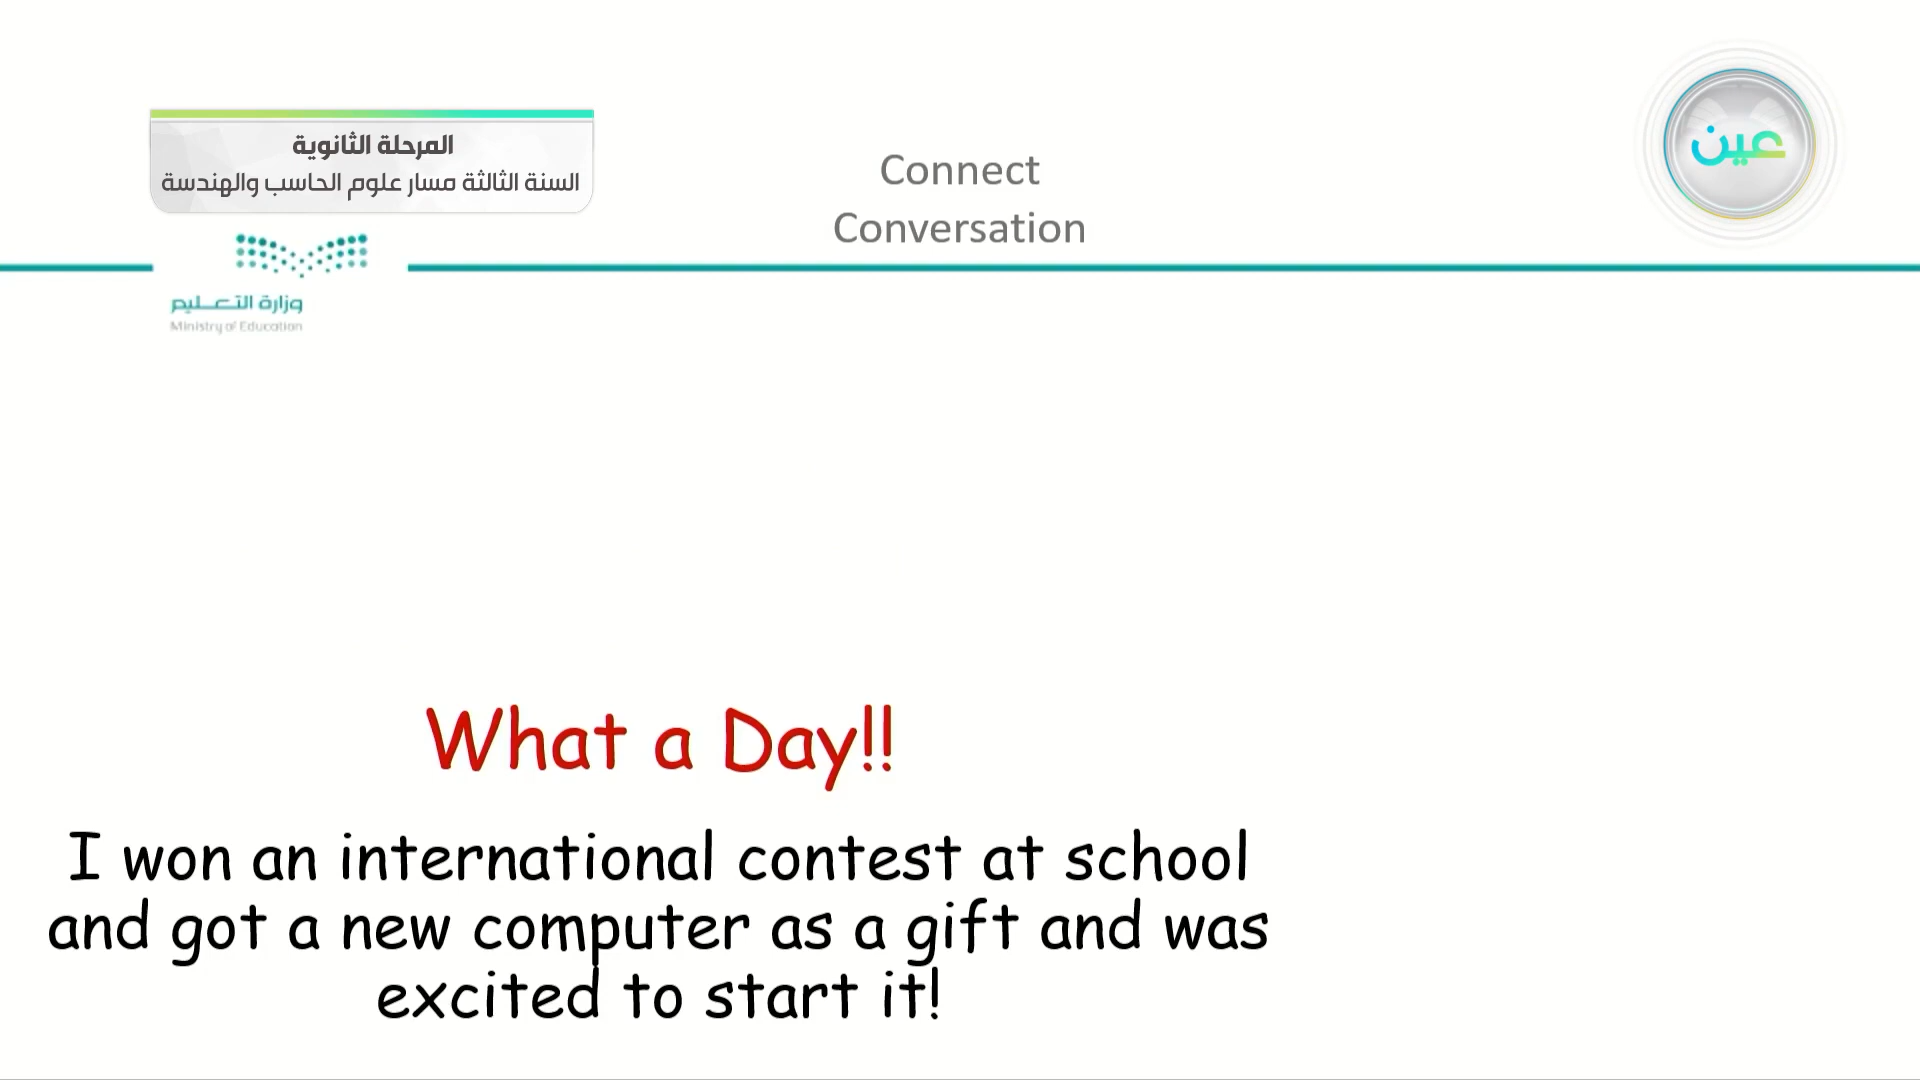 المرحلة الثانوية
السنة الثالثة مسار علوم الحاسب والهندسة
Connect
Conversation
عين
وزارة التعليم
Ministry of Education
What a Day!!
I won an international contest at school
and got a new computer as a gift and was
excited to start it!